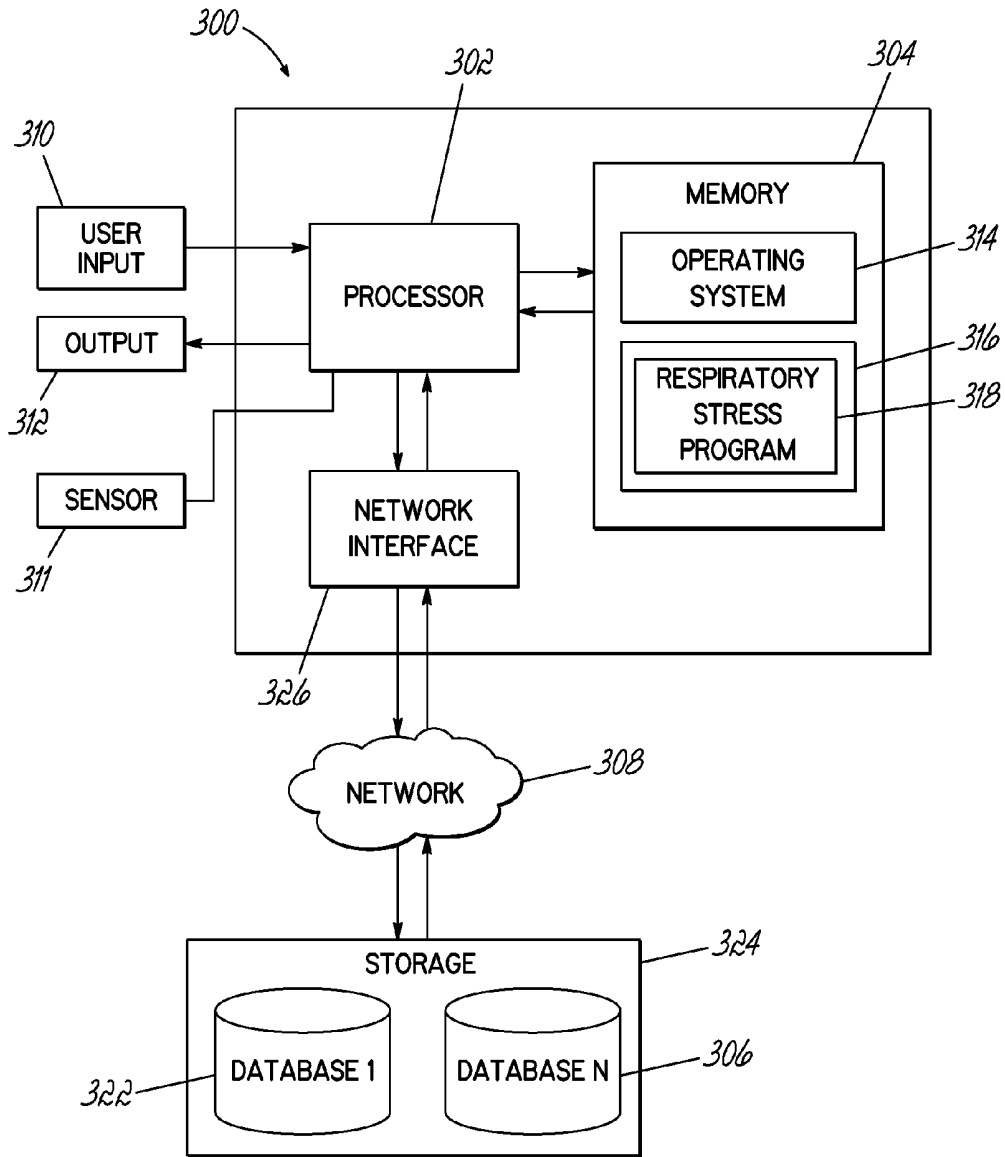 300
302
304
310
USER
INPUT
PROCESSOR
MEMORY
OPERATING
SYSTEM
314
OUTPUT
312
316
RESPIRATORY
STRESS
PROGRAM
318
SENSOR
311
NETWORK
INTERFACE
326
NETWORK
308
STORAGE
324
DATABASE 1
322
DATABASE N
306